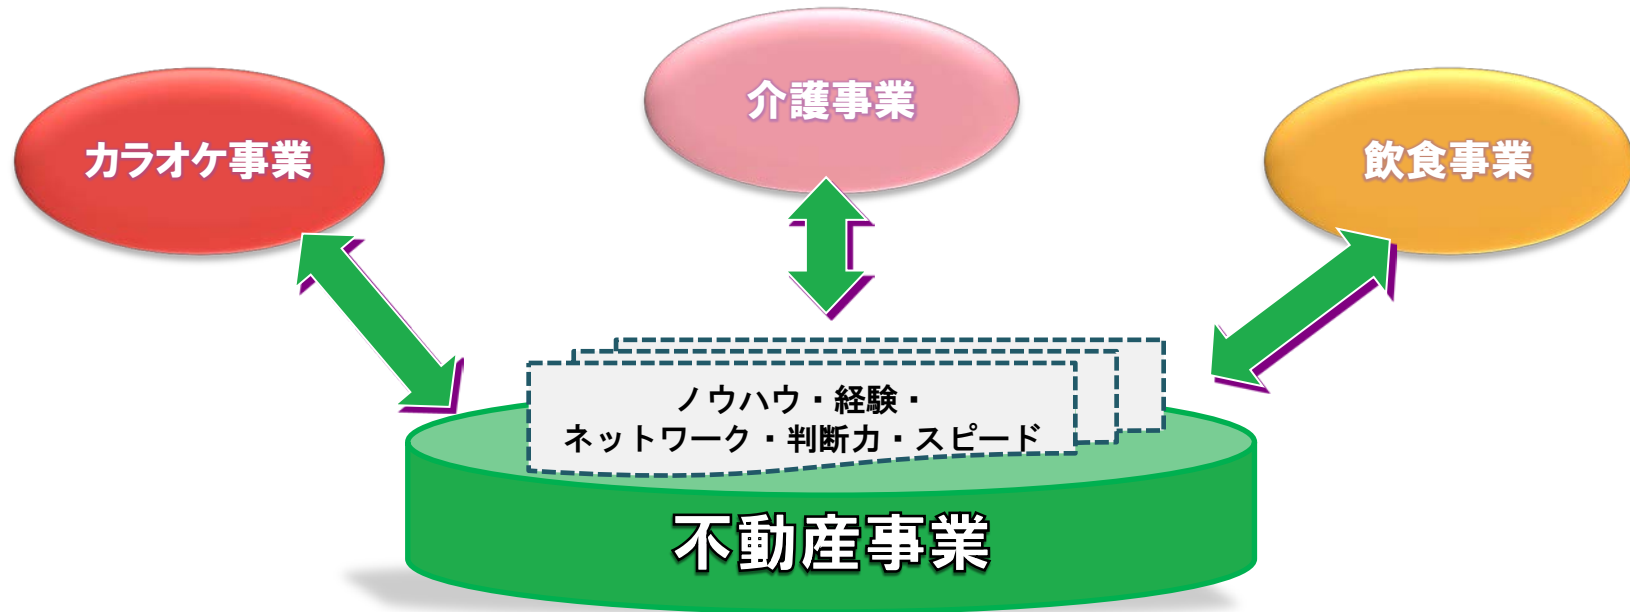 介護事業
カラオケ事業
飲食事業
ノウハウ・経験・
ネットワーク・判断力・スピード
不動産事業